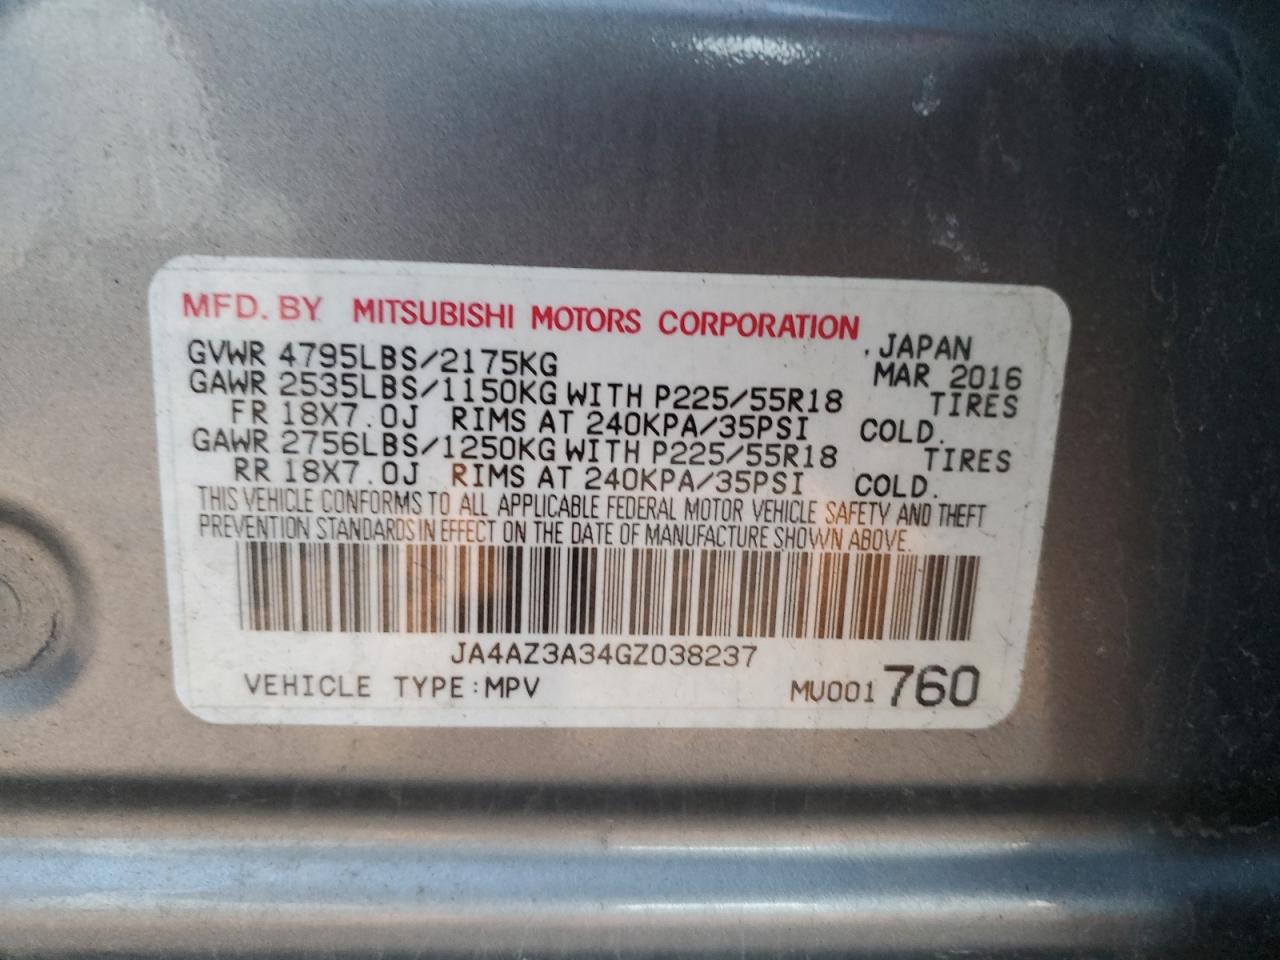 MFD. BY MITSUBISHI MOTORS CORPORATION
.JAPAN
GVWR 4795LBS/2175KG MAR 2016
GAWR 2535LBS/1150KG WITH P225/55R18 TIRES
FR 18X7.0J RIMS AT 240KPA/35PSI COLD.
GAWR 2756LBS/1250KG WITH P225/55R18 TIRES
RR 18X7.0J RIMS AT 240KPA/35PSI COLD.
THIS VEHICLE CONFORMS TO ALL APPLICABLE FEDERAL MOTOR VEHICLE SAFETY AND THEFT
PREVENTION STANDARDS IN EFFECT ON THE DATE OF MANUFACTURE SHOWN ABOVE.
JA4AZ3A34GZ038237
VEHICLE TYPE:MPV MU001 760